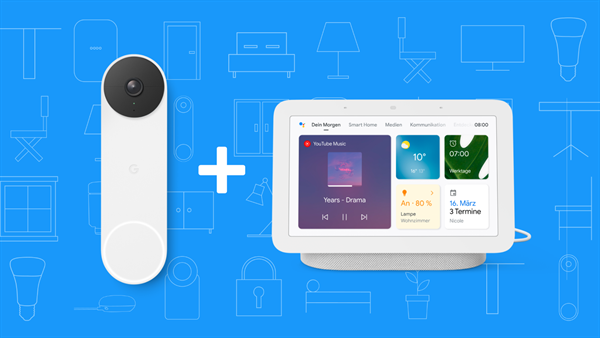 G
+
Dein Morgen Smart Home Medien Kommunikation 08:00
YouTube Music
Years - Drama
10°
07:00
Werktage
An · 80 %
Lampe
Wohnzimmer
16. März
3 Termine
Nicole